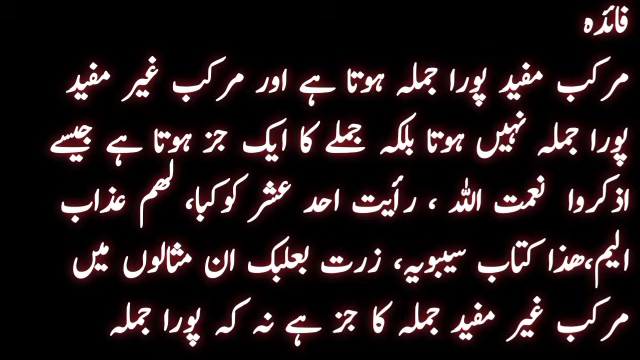 فائدہ
مرکب مفید پورا جملہ ہوتا ہے اور مرکب غیر مفید
پورا جملہ نہیں ہوتا بلکہ جملے کا ایک جز ہوتا ہے جیسے
اذکروا نعمت اللہ ، رأیت احد عشر کوکبا، لھم عذاب
الیم،ھذا کتاب سیبویہ، زرت بعلبک ان مثالوں میں
مرکب غیر مفید جملہ کا جز ہے نہ کہ پورا جملہ